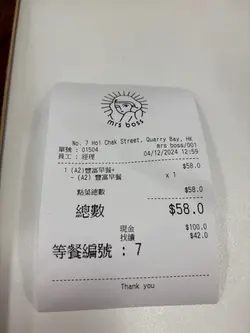 mrs boss
No. 7 Hoi Chak Street, Quarry Bay, HK
單號 : 01504 mrs boss/001
員工 : 經理 04/12/2024 12:59
1 (A2)豐富早餐+ $58.0
- (A2)豐富早餐 x 1
點菜總數 $58.0
總數 $58.0
現金 $100.0
找續 $42.0
等餐編號 : 7
Thank you